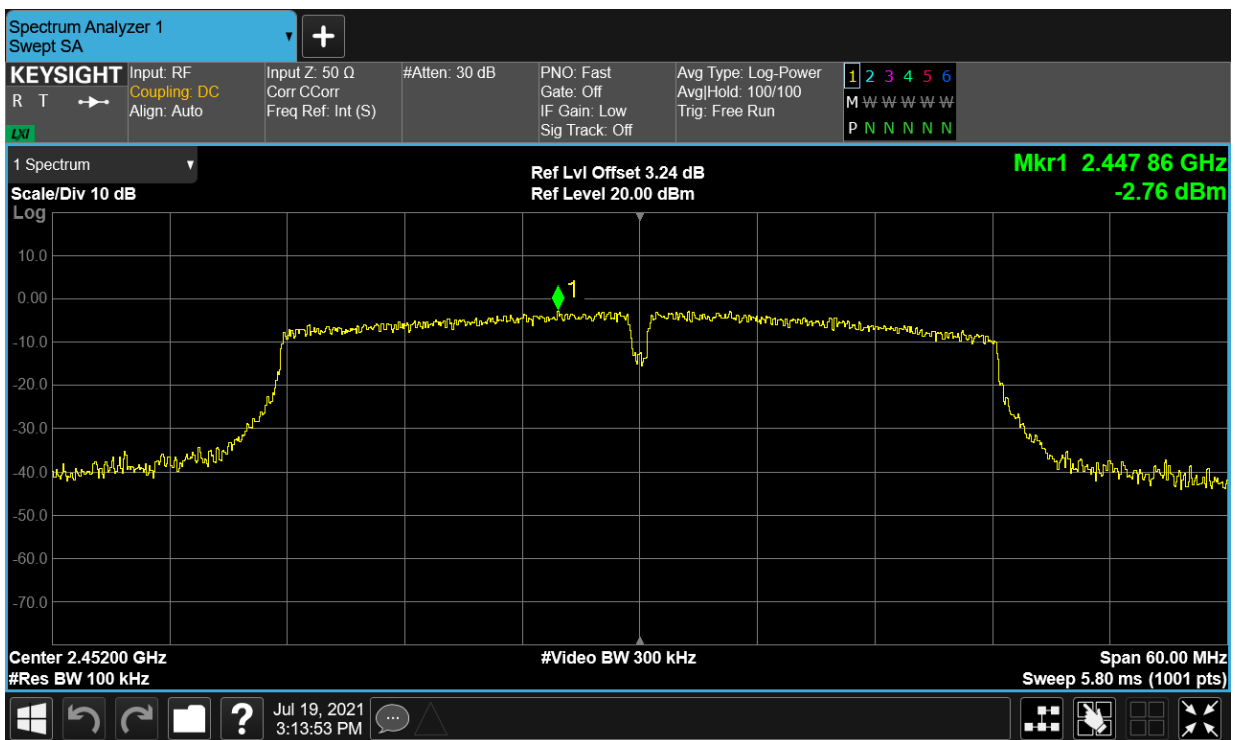 Spectrum Analyzer 1
Swept SA
+
KEYSIGHT
R T
LXI
Input: RF
Coupling: DC
Align: Auto
Input Z: 50 Ω
Corr CCorr
Freq Ref: Int (S)
#Atten: 30 dB
PNO: Fast
Gate: Off
IF Gain: Low
Sig Track: Off
Avg Type: Log-Power
Avg|Hold: 100/100
Trig: Free Run
1 2 3 4 5 6
M W W W W W
P N N N N N
1 Spectrum
Scale/Div 10 dB
Log
Ref Lvl Offset 3.24 dB
Ref Level 20.00 dBm
Mkr1 2.447 86 GHz
-2.76 dBm
1
10.0
0.00
-10.0
-20.0
-30.0
-40.0
-50.0
-60.0
-70.0
Center 2.45200 GHz
#Res BW 100 kHz
#Video BW 300 kHz
Span 60.00 MHz
Sweep 5.80 ms (1001 pts)
?
Jul 19, 2021
3:13:53 PM